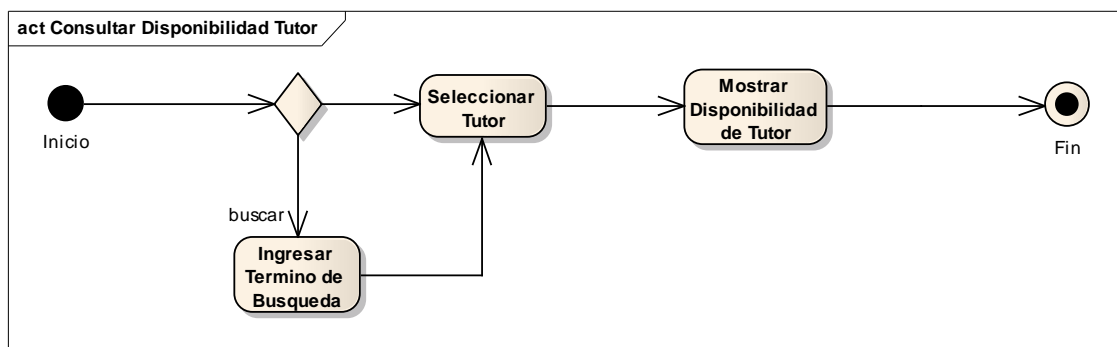 act Consultar Disponibilidad Tutor
Inicio
Seleccionar
Tutor
Mostrar
Disponibilidad
de Tutor
Fin
buscar
Ingresar
Termino de
Busqueda